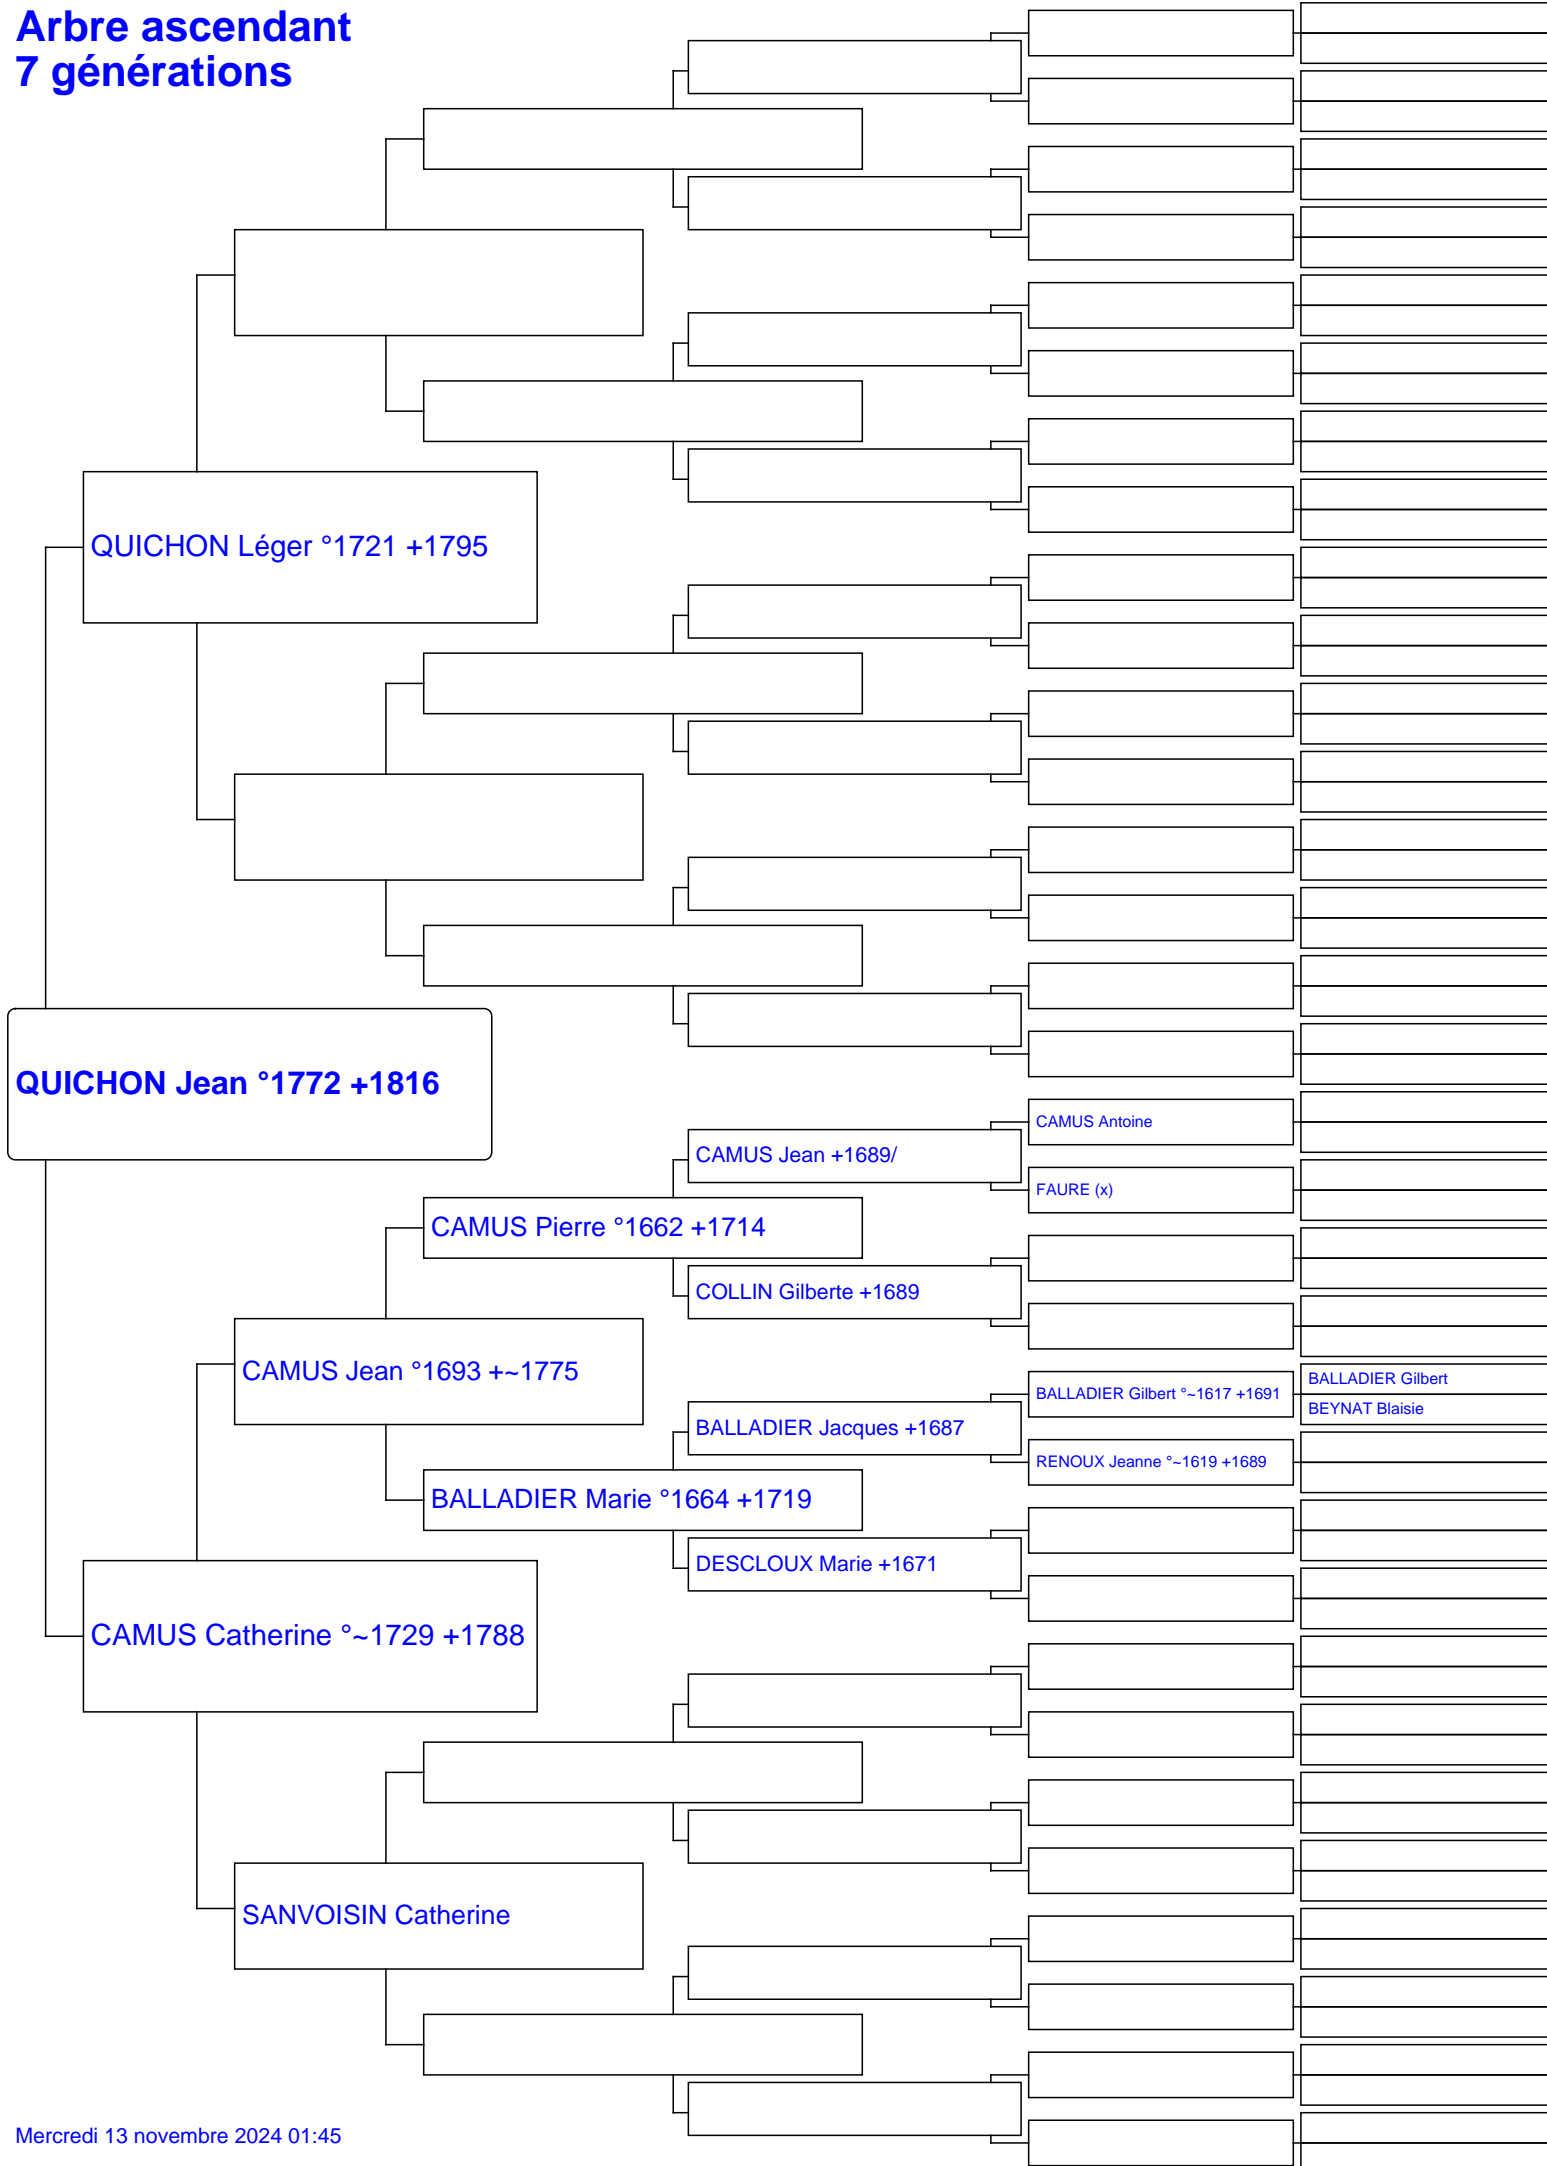 Arbre ascendant
7 générations
QUICHON Léger °1721 +1795
QUICHON Jean °1772 +1816
CAMUS Antoine
CAMUS Jean +1689/
FAURE (x)
CAMUS Pierre °1662 +1714
COLLIN Gilberte +1689
CAMUS Jean °1693 +~1775
BALLADIER Gilbert
BALLADIER Gilbert °~1617 +1691
BEYNAT Blaisie
BALLADIER Jacques +1687
RENOUX Jeanne °~1619 +1689
BALLADIER Marie °1664 +1719
DESCLOUX Marie +1671
CAMUS Catherine °~1729 +1788
SANVOISIN Catherine
Mercredi 13 novembre 2024 01:45